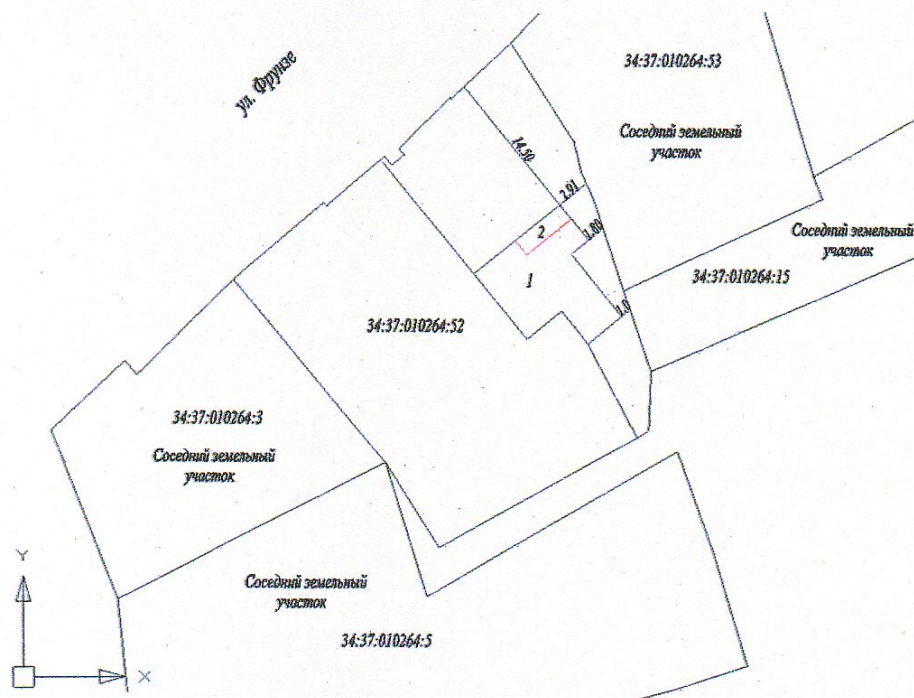 ул. Фрунзе
34:37:010264:53
Соседний земельный
участок
14.50
2.91
2
1.80
1
Соседний земельный
участок
34:37:010264:15
1.0
34:37:010264:52
34:37:010264:3
Соседний земельный
участок
Y
Соседний земельный
участок
34:37:010264:5
X